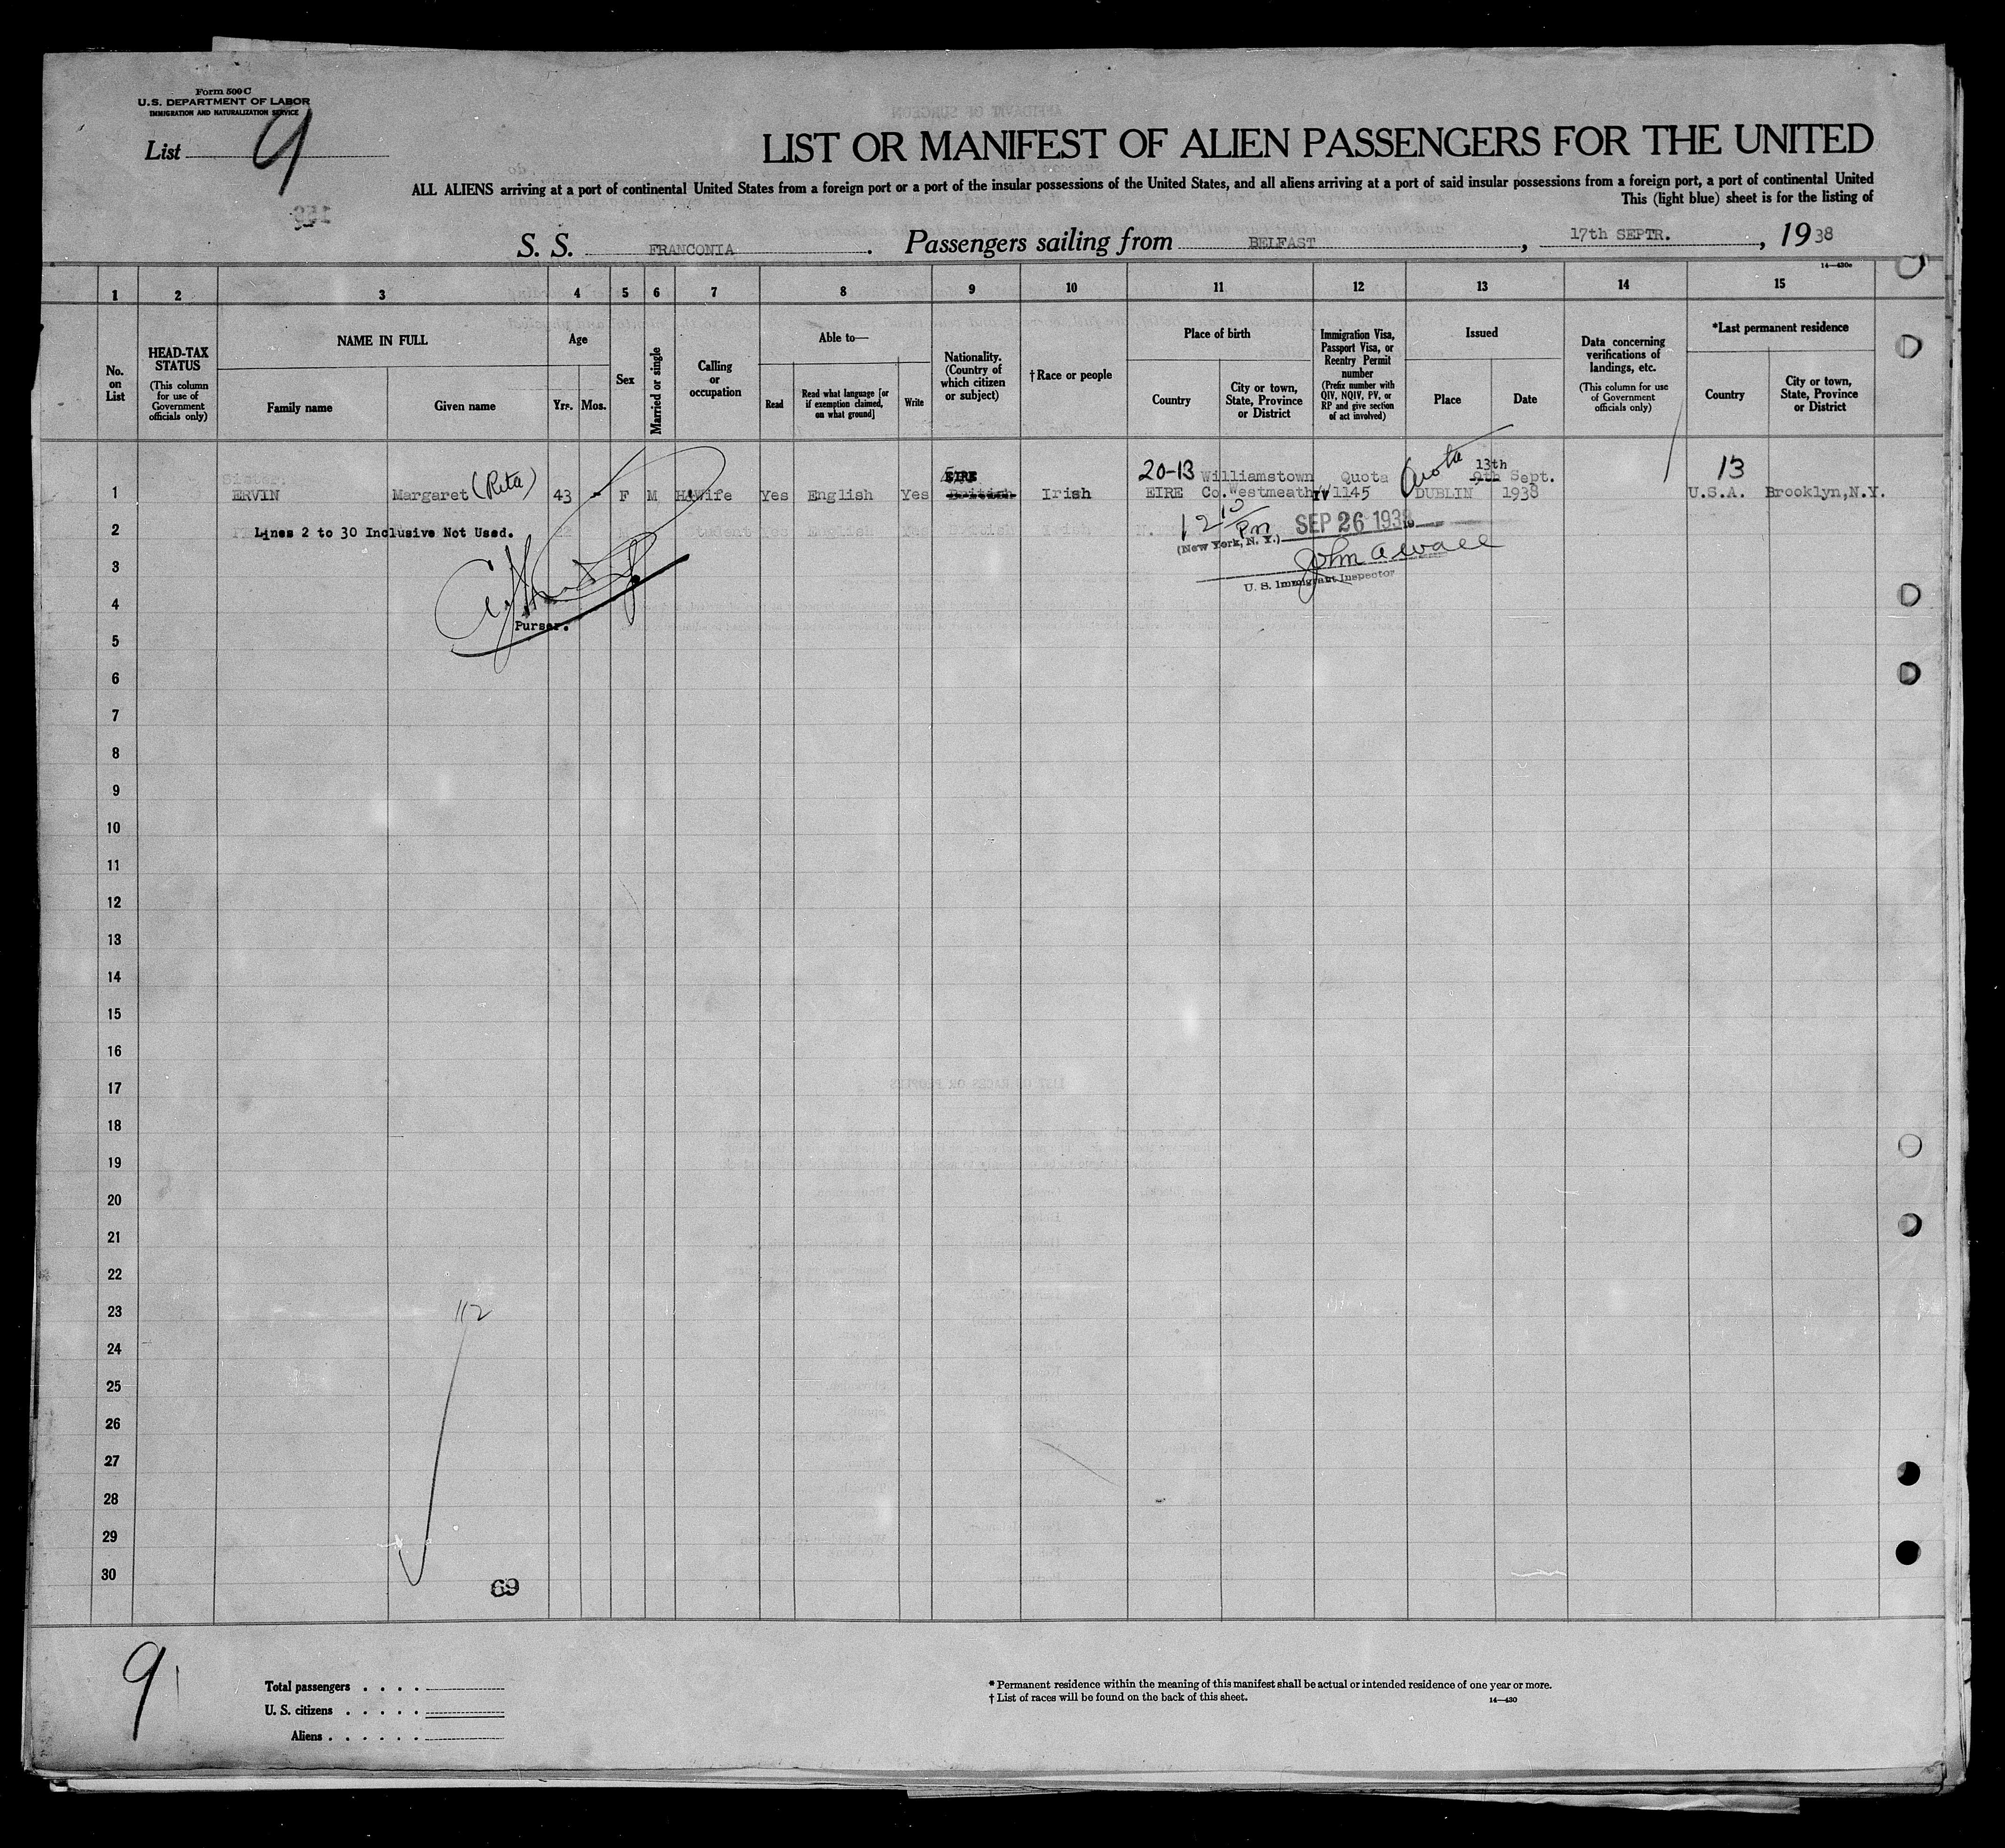 Form 500 C
U.S. DEPARTMENT OF LABOR
IMMIGRATION AND NATURALIZATION SERVICE
List 9
LIST OR MANIFEST OF ALIEN PASSENGERS FOR THE UNITED
ALL ALIENS arriving at a port of continental United States from a foreign port or a port of the insular possessions of the United States, and all aliens arriving at a port of said insular possessions from a foreign port, a port of continental United
This (light blue) sheet is for the listing of
S. S. FRANCONIA. Passengers sailing from BELFAST, 17th SEPTR., 1938
14—430c
1 2 3 4 5 6 7 8 9 10 11 12 13 14 15
No. on List
HEAD-TAX STATUS
(This column for use of Government officials only)
NAME IN FULL
Family name
Given name
Age
Yrs. Mos.
Sex
Married or single
Calling or occupation
Able to—
Read
Read what language [or if exemption claimed, on what ground]
Write
Nationality. (Country of which citizen or subject)
†Race or people
Place of birth
Country
City or town, State, Province or District
Immigration Visa, Passport Visa, or Reentry Permit number
(Prefix number with QIV, NQIV, PV, or RP and give section of act involved)
Issued
Place
Date
Data concerning verifications of landings, etc.
(This column for use of Government officials only)
*Last permanent residence
Country
City or town, State, Province or District
EIRE 20-13 Williamstown Quota Quota 13th 9th Sept. 13
1 ERVIN Margaret (Rita) 43 - F M H.Wife Yes English Yes British Irish EIRE Co.Westmeath IV 1145 DUBLIN 1938 U.S.A. Brooklyn,N.Y.
2 Lines 2 to 30 Inclusive Not Used.
12 10 Pm SEP 26 1938
(New York, N. Y.)
John A Wall
U. S. Immigrant Inspector
3
4
Purser.
5
6
7
8
9
10
11
12
13
14
15
16
17
18
19
20
21
22
23 112
24
25
26
27
28
29
30
69
9
Total passengers . . . .
U. S. citizens . . . . .
Aliens . . . . . .
* Permanent residence within the meaning of this manifest shall be actual or intended residence of one year or more.
† List of races will be found on the back of this sheet.
14—430